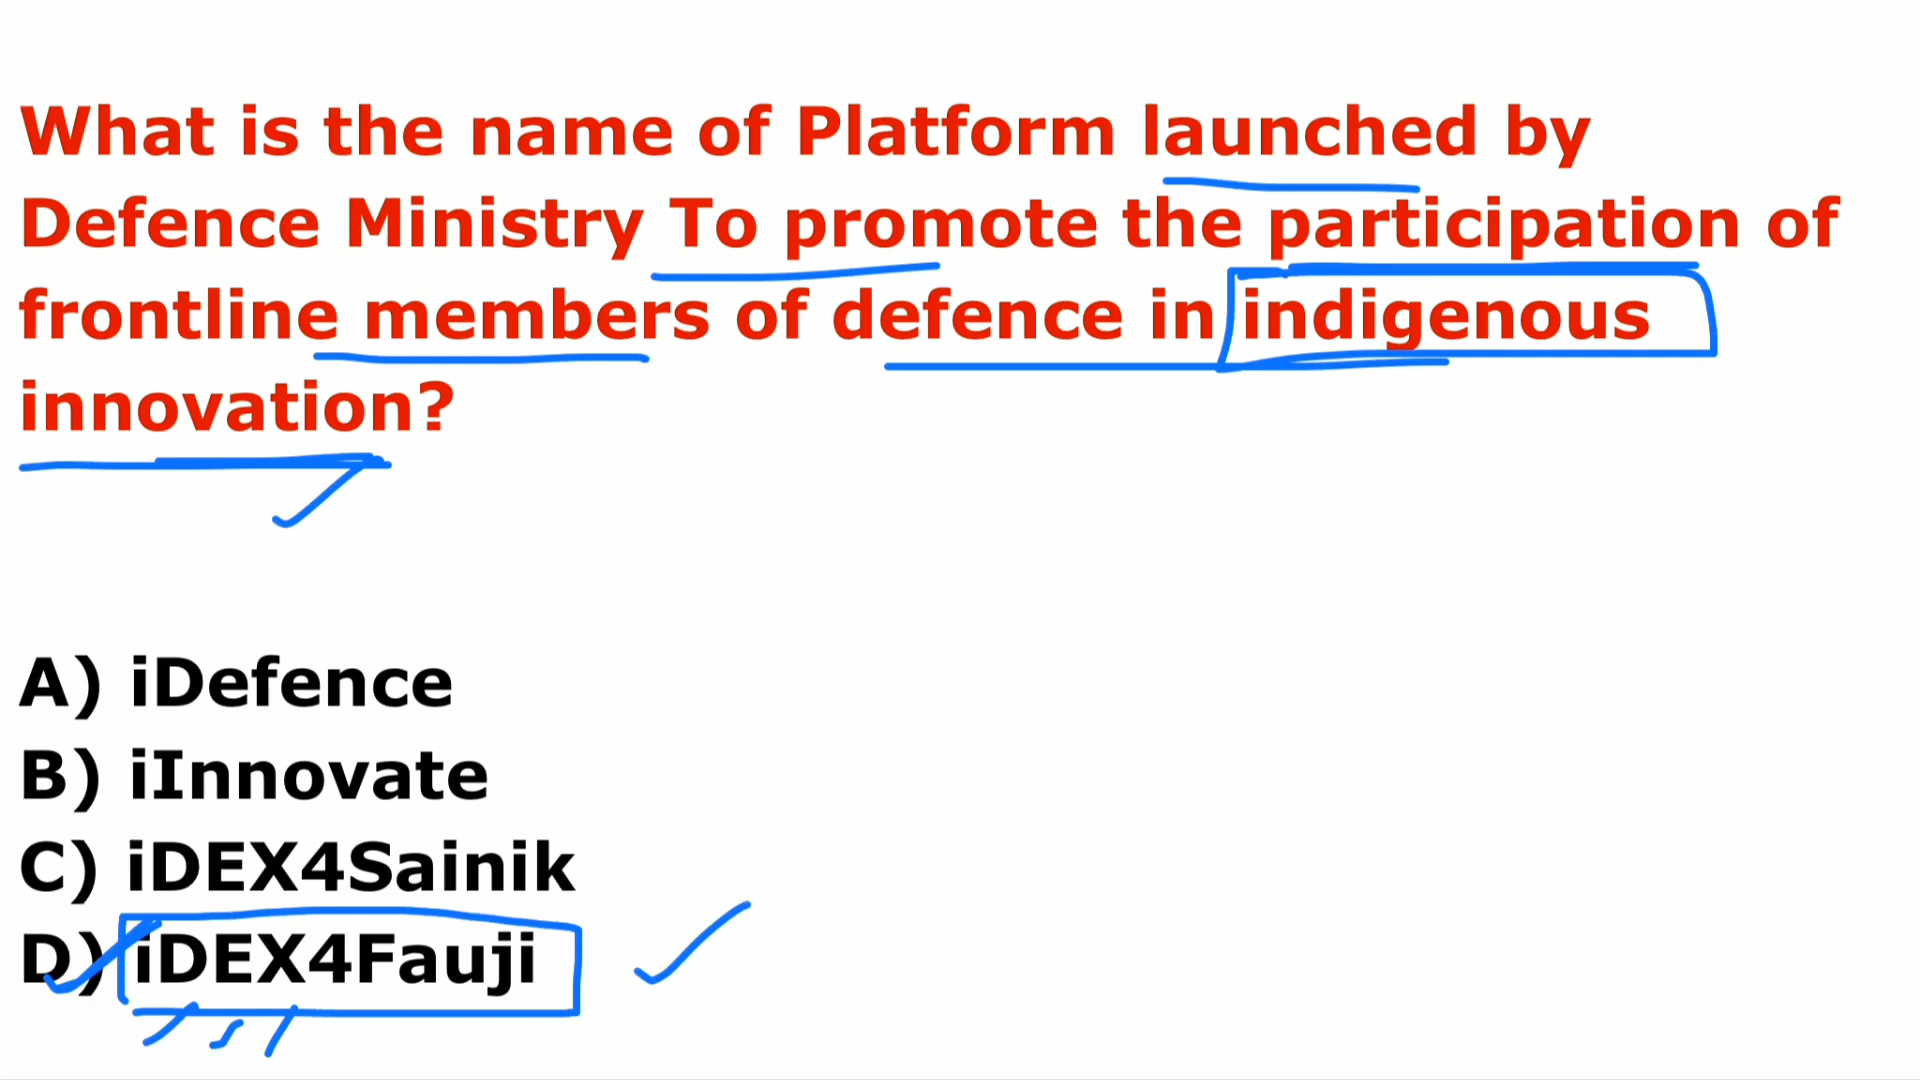 What is the name of Platform launched by
Defence Ministry To promote the participation of
frontline members of defence in indigenous
innovation?
A) iDefence
B) iInnovate
C) iDEX4Sainik
D) iDEX4Fauji